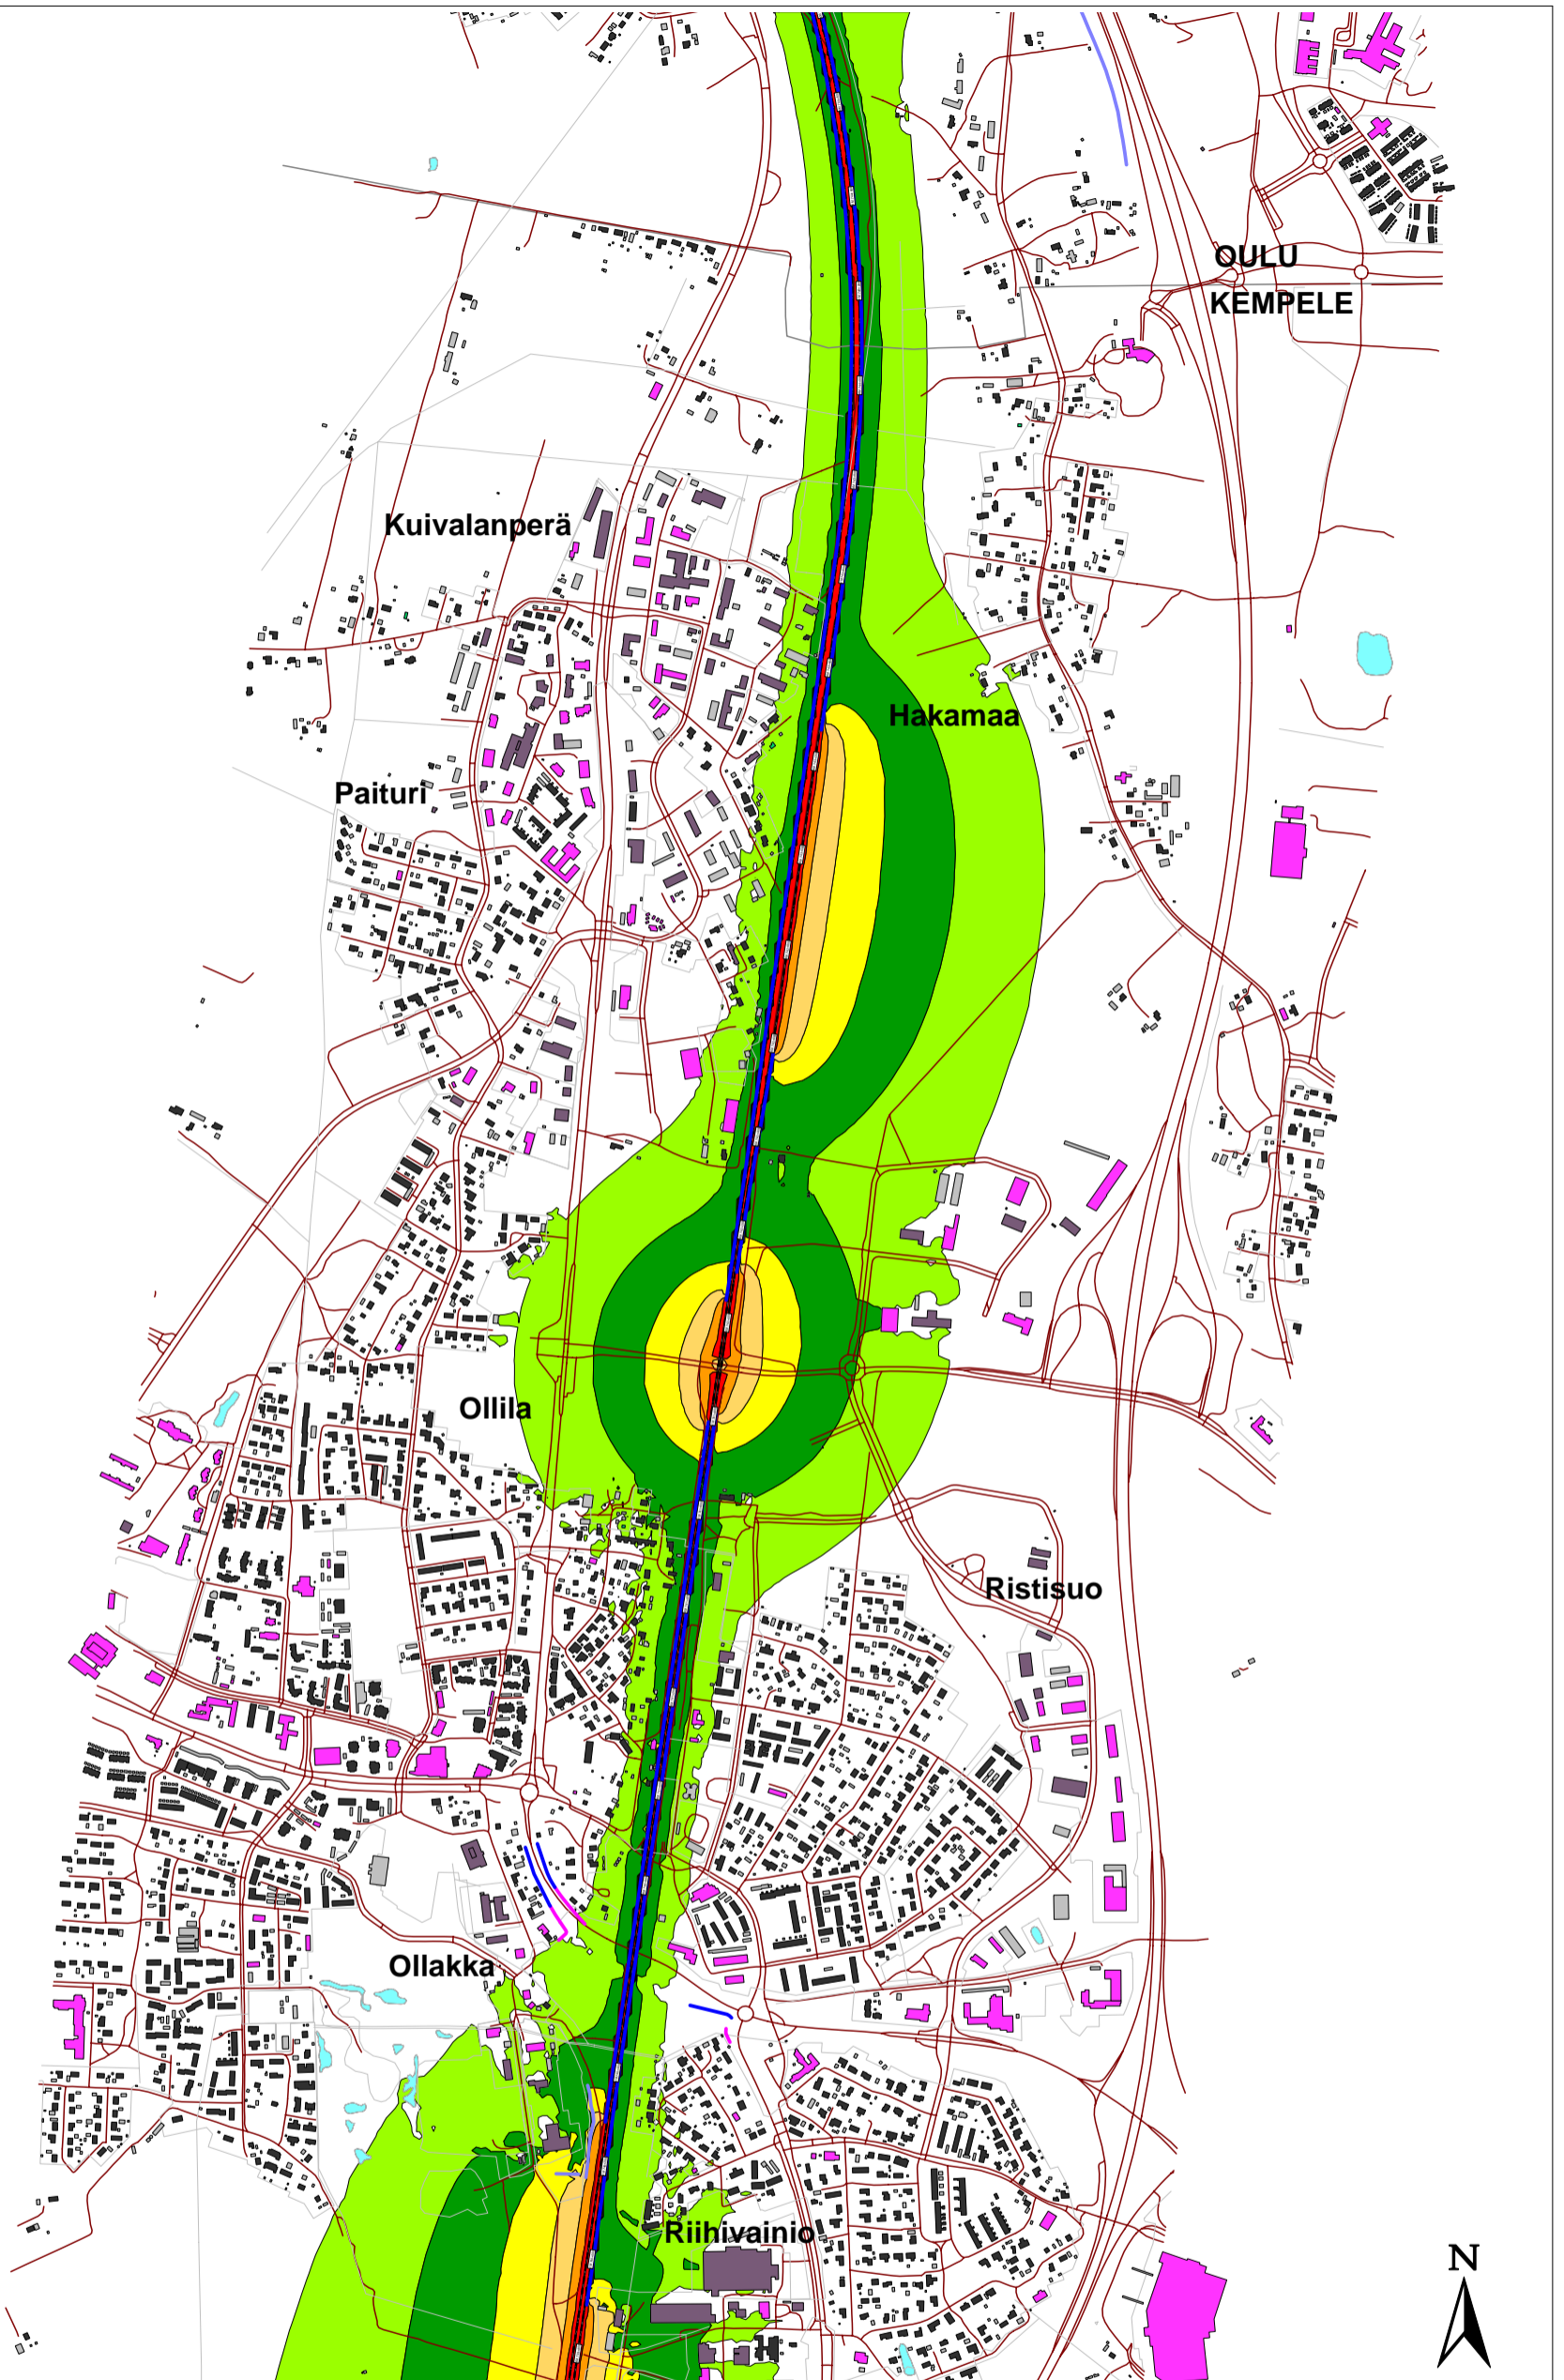 OULU
KEMPELE
Kuivalanperä
Hakamaa
Paituri
Ollila
Ristisuo
Ollakka
Riihivainio
N